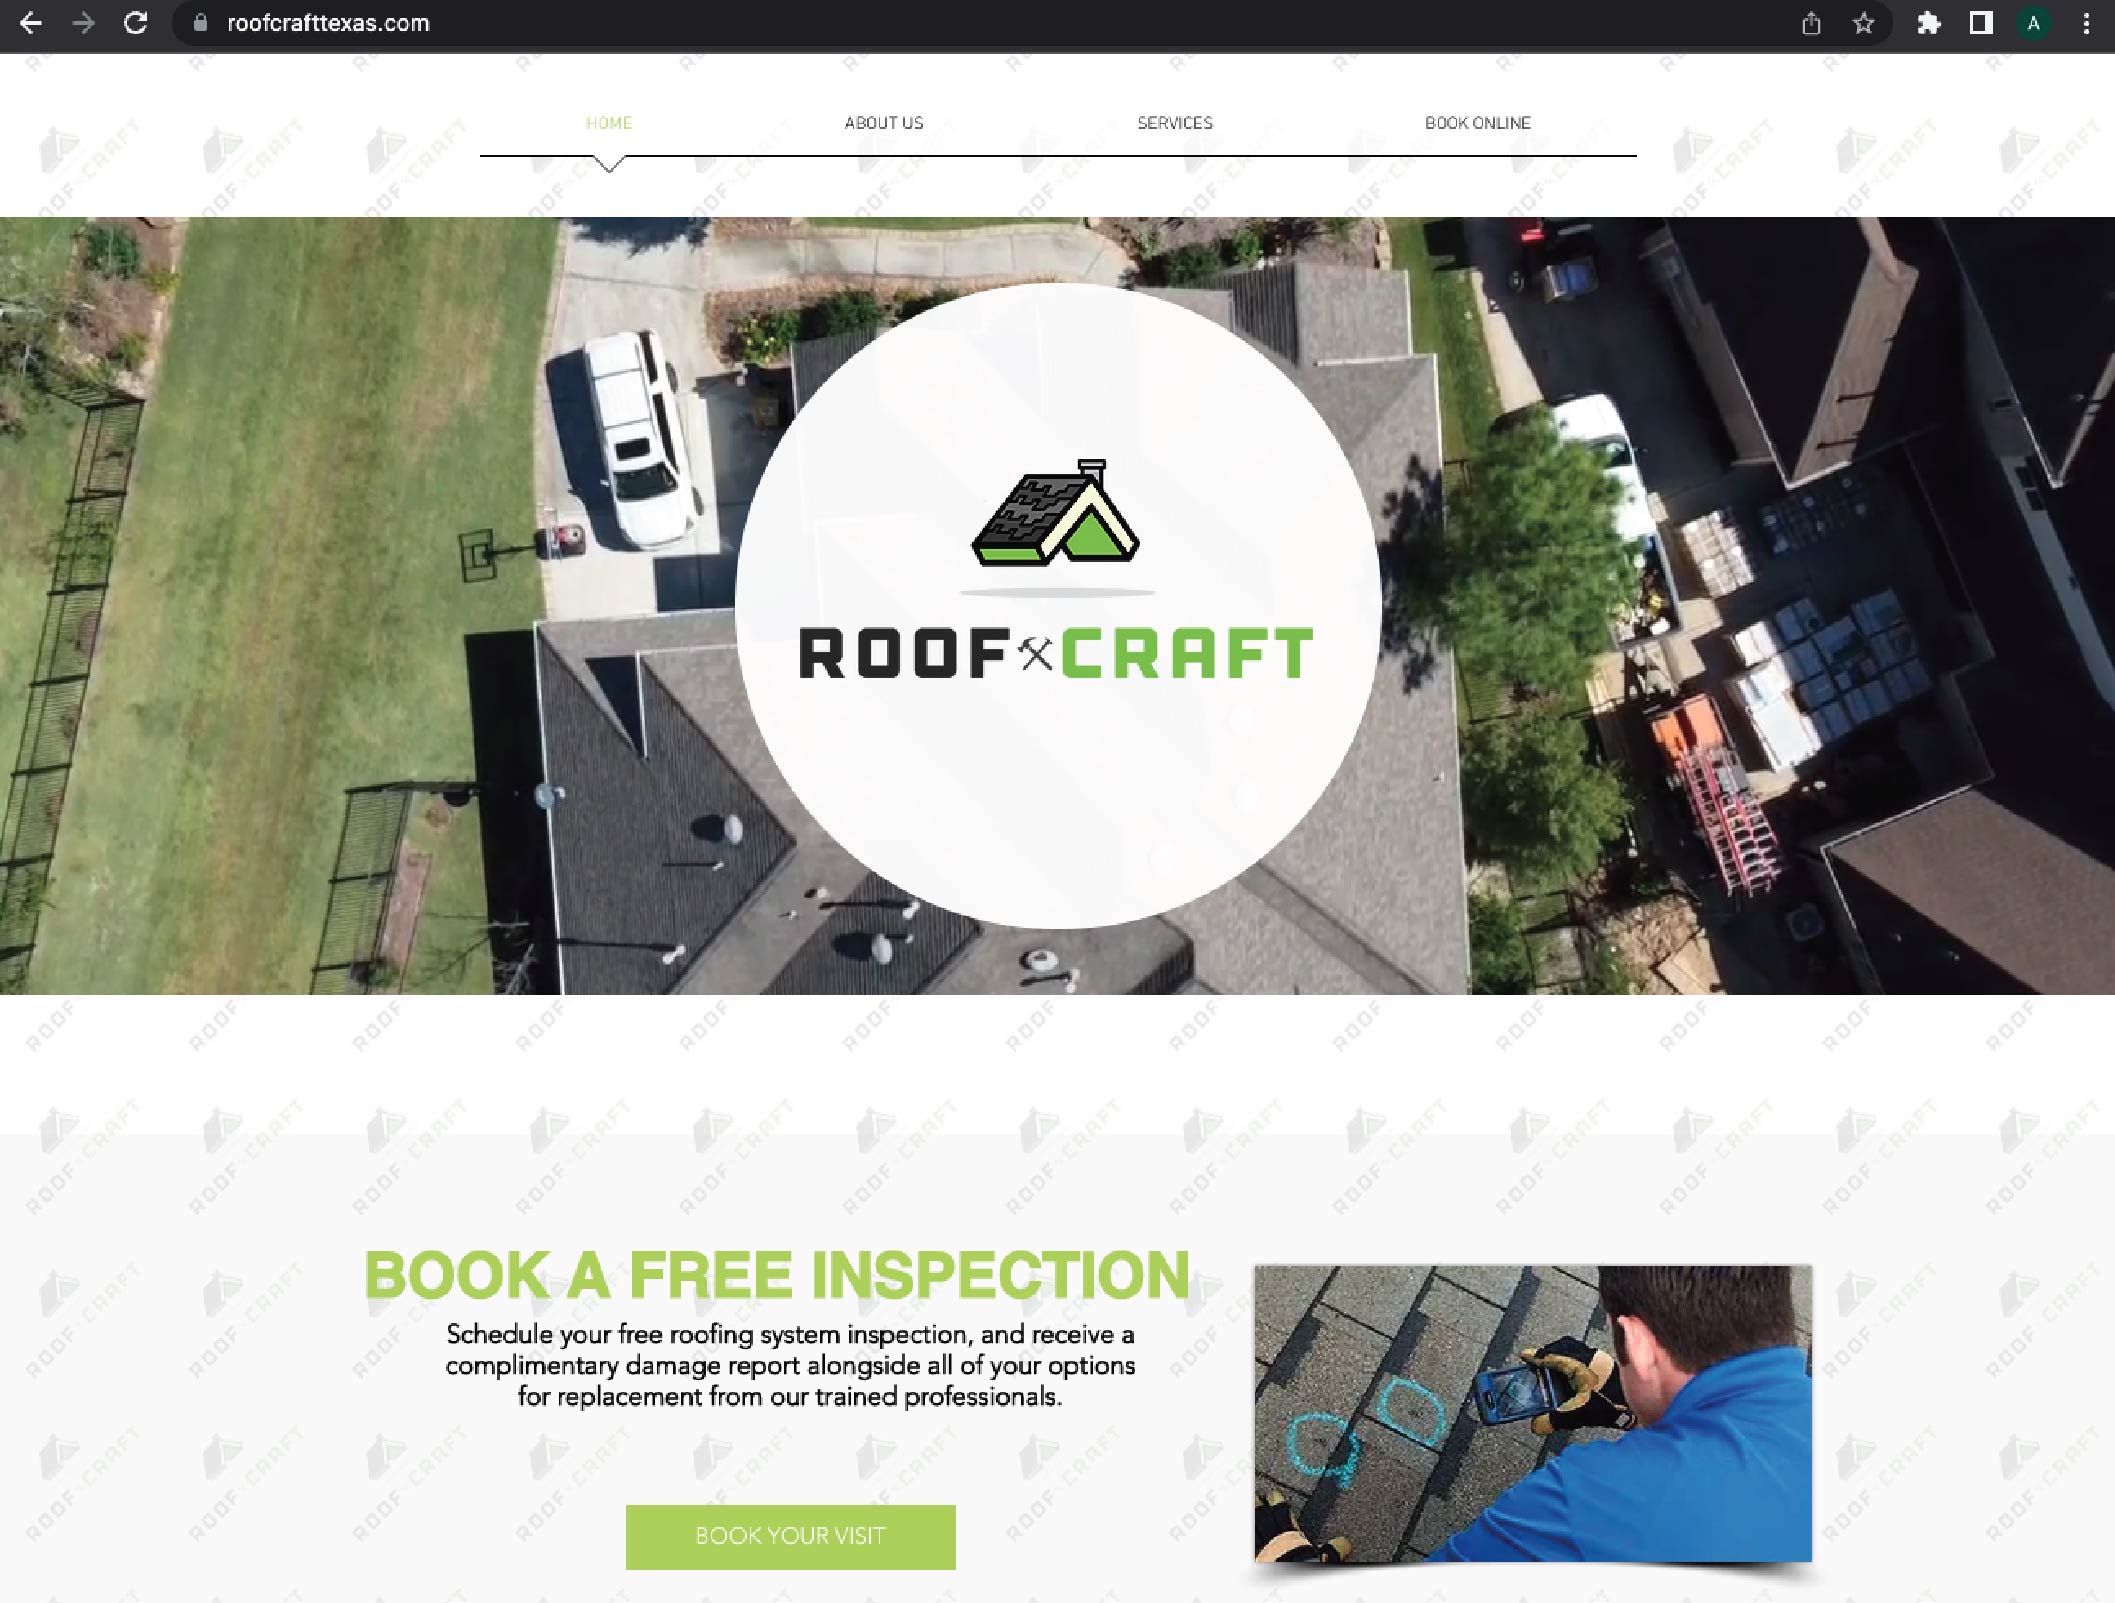 roofcrafttexas.com
A
HOME
ABOUT US
SERVICES
BOOK ONLINE
ROOF CRAFT
BOOK A FREE INSPECTION
Schedule your free roofing system inspection, and receive a
complimentary damage report alongside all of your options
for replacement from our trained professionals.
BOOK YOUR VISIT